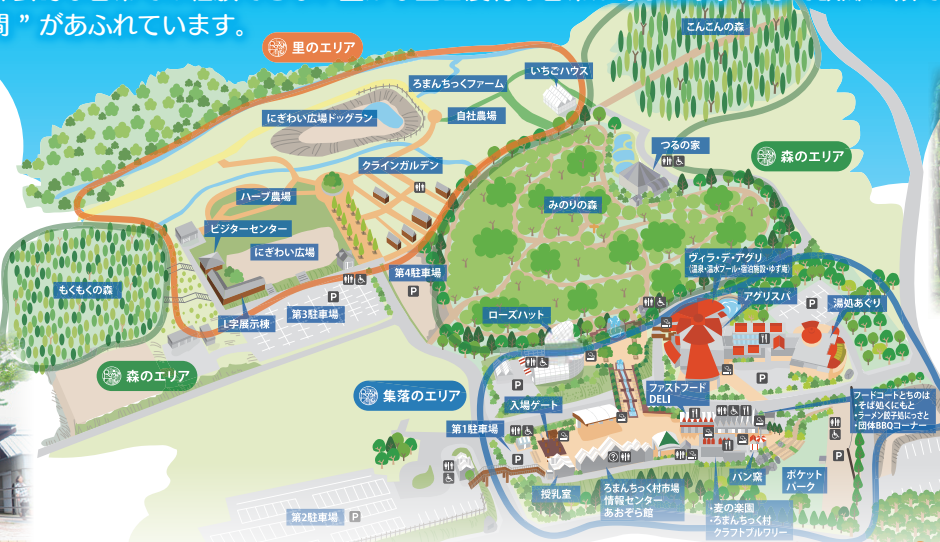 間 ” があふれています。
里のエリア
こんこんの森
いちごハウス
ろまんちっくファーム
にぎわい広場ドッグラン
自社農場
つるの家
森のエリア
クラインガルデン
ハーブ農場
みのりの森
ビジターセンター
にぎわい広場
もくもくの森
第4駐車場
P
ヴィラ・デ・アグリ
(温泉・温水プール・宿泊施設・ゆず庵)
アグリスパ
P
湯処あぐり
P
第3駐車場
L字展示棟
ローズハット
森のエリア
集落のエリア
P
P
ファストフード
DELI
フードコートとちのは
・そば処くにもと
・ラーメン餃子処にっさと
・団体BBQコーナー
入場ゲート
第1駐車場
P
P
?
パン窯
ポケット
パーク
授乳室
ろまんちっく村市場
情報センター
あおぞら館
・麦の楽園
・ろまんちっく村
クラフトブルワリー
第2駐車場
P